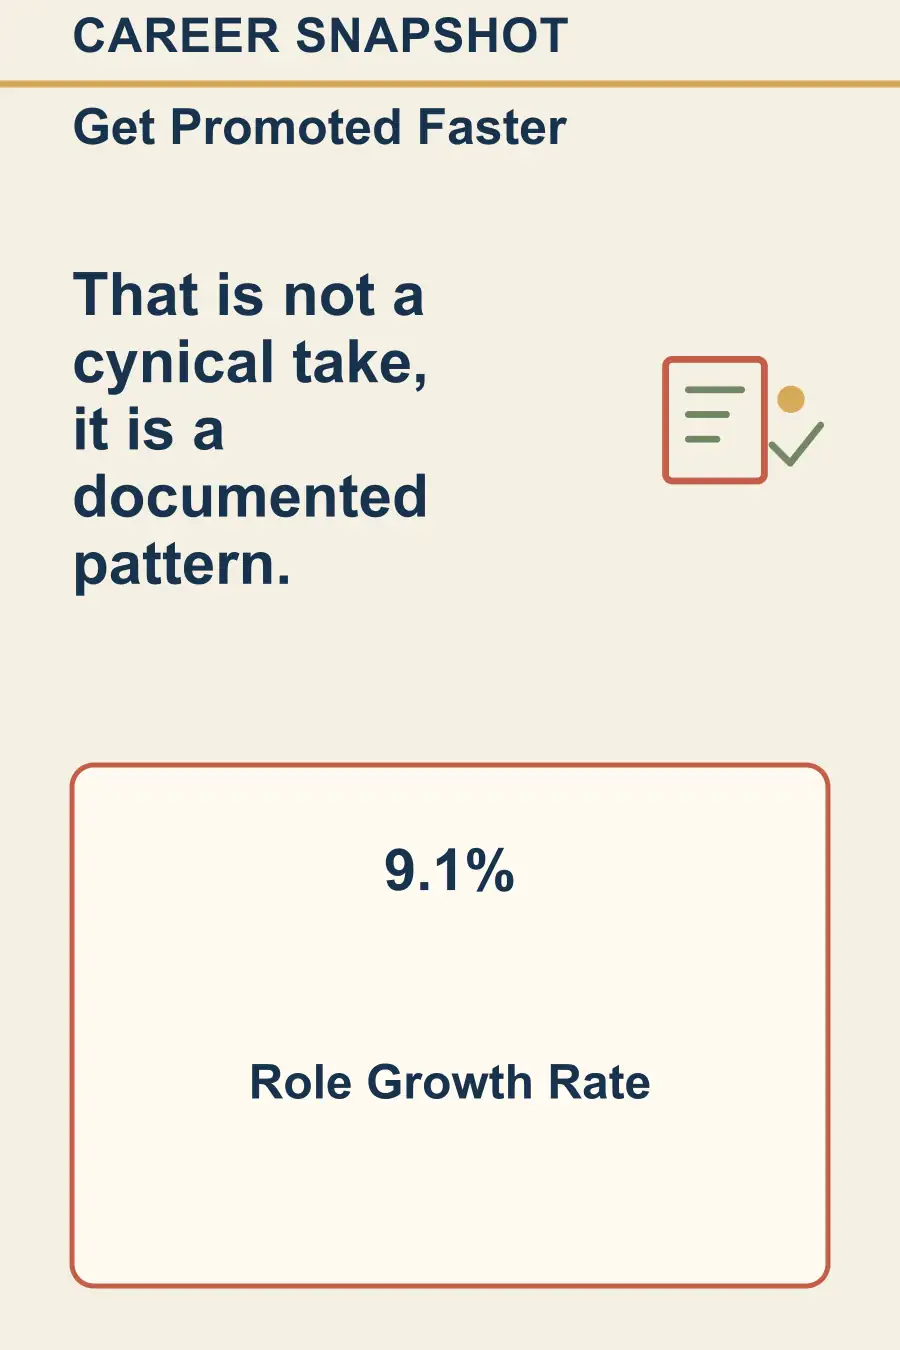 CAREER SNAPSHOT
Get Promoted Faster
That is not a
cynical take,
it is a
documented
pattern.
9.1%
Role Growth Rate